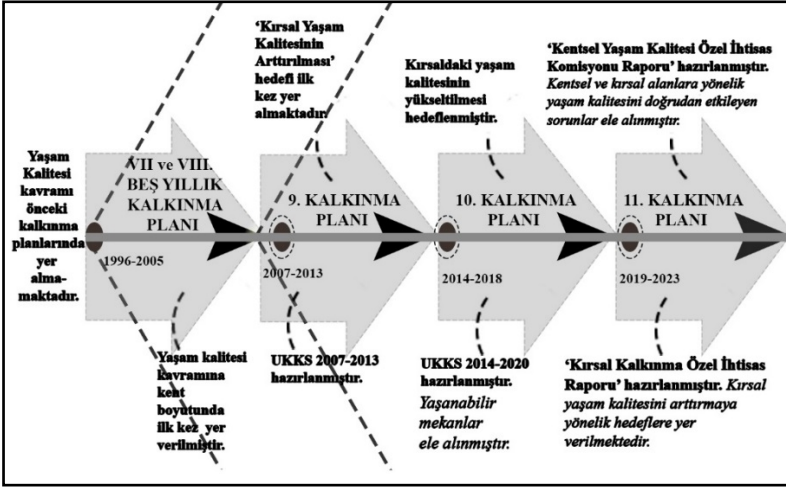 Yaşam
Kalitesi
kavramı
önceki
kalkınma
planlarında
yer
alma-
maktadır.
VII ve VIII.
BEŞ YILLIK
KALKINMA
PLANI
1996-2005
Yaşam kalitesi
kavramına
kent
boyutunda
ilk kez yer
verilmiştir.
‘Kırsal Yaşam
Kalitesinin
Arttırılması’
hedefi ilk
kez yer
almaktadır.
9. KALKINMA
PLANI
2007-2013
UKKS 2007-2013
hazırlanmıştır.
Kırsaldaki yaşam
kalitesinin
yükseltilmesi
hedeflenmiştir.
10. KALKINMA
PLANI
2014-2018
UKKS 2014-2020
hazırlanmıştır.
Yaşanabilir
mekanlar
ele alınmıştır.
‘Kentsel Yaşam Kalitesi Özel İhtisas
Komisyonu Raporu’ hazırlanmıştır.
Kentsel ve kırsal alanlara yönelik
yaşam kalitesini doğrudan etkileyen
sorunlar ele alınmıştır.
11. KALKINMA
PLANI
2019-2023
‘Kırsal Kalkınma Özel İhtisas
Raporu’ hazırlanmıştır. Kırsal
yaşam kalitesini arttırmaya
yönelik hedeflere yer
verilmektedir.